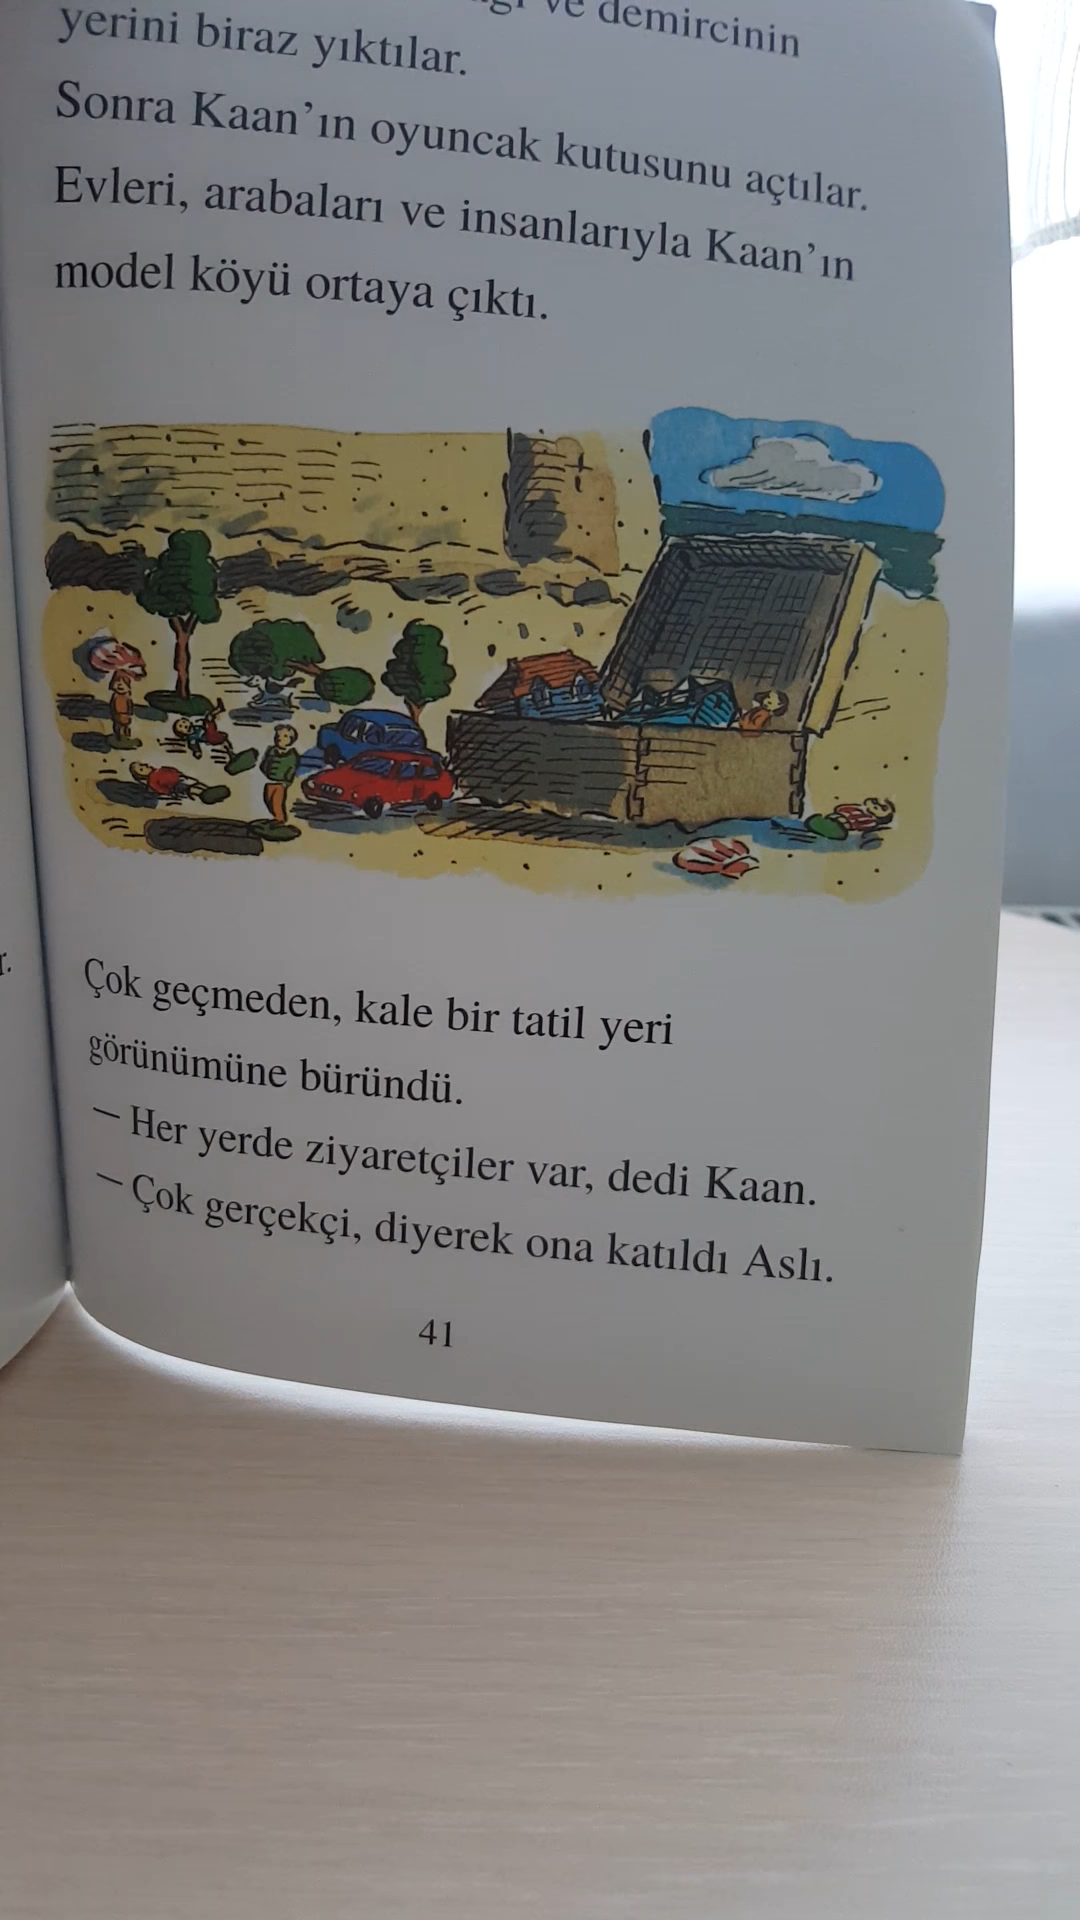 ve demircinin
yerini biraz yıktılar.
Sonra Kaan'ın oyuncak kutusunu açtılar.
Evleri, arabaları ve insanlarıyla Kaan'ın
model köyü ortaya çıktı.
Çok geçmeden, kale bir tatil yeri
görünümüne büründü.
— Her yerde ziyaretçiler var, dedi Kaan.
— Çok gerçekçi, diyerek ona katıldı Aslı.
41